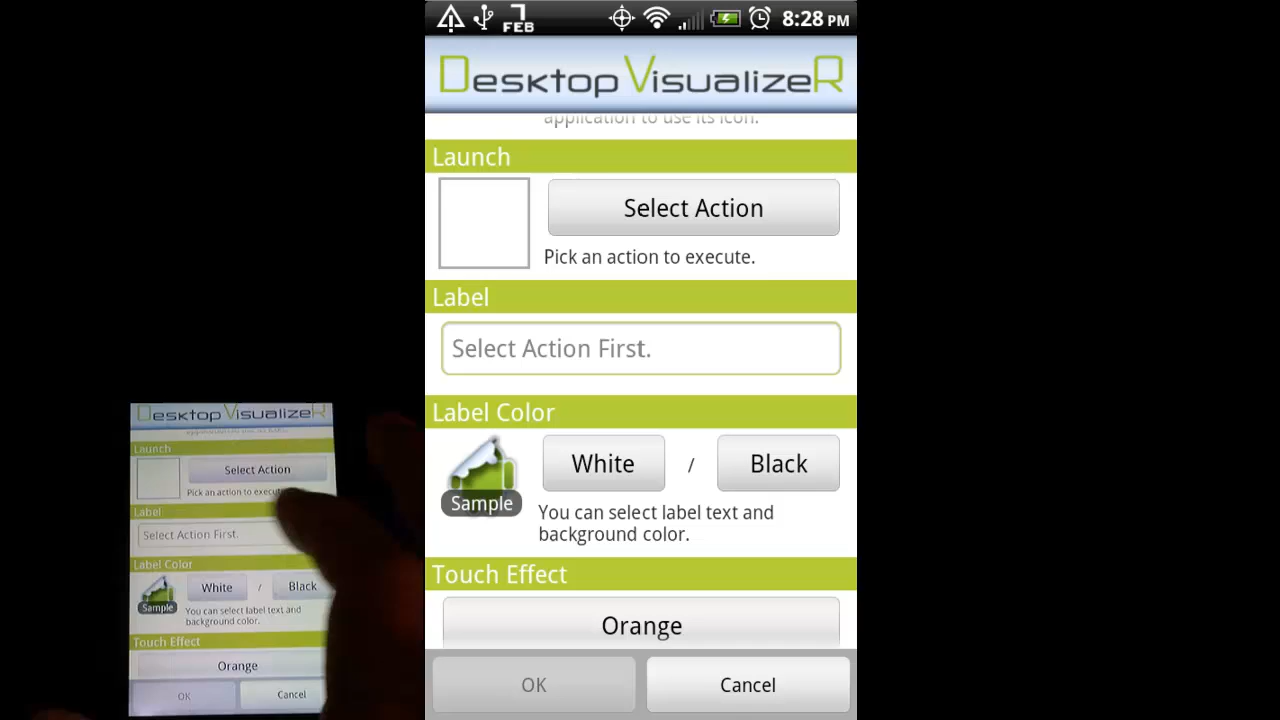 7
FEB
8:28 PM
Desktop VisualizeR
application to use its icon.
Launch
Select Action
Pick an action to execute.
Label
Select Action First.
Label Color
White / Black
Sample
You can select label text and
background color.
Touch Effect
Orange
OK Cancel
Desktop VisualizeR
Launch
Select Action
Pick an action to execut
Label
Select Action First.
Label Color
White / Black
Sample
You can select label text and
background color.
Touch Effect
Orange
OK Cancel